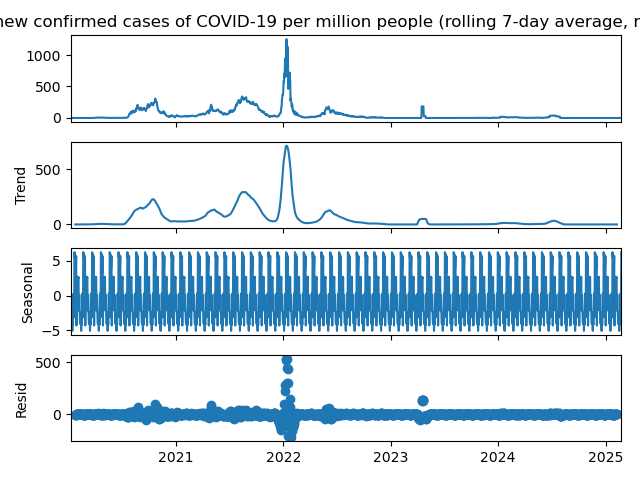 new confirmed cases of COVID-19 per million people (rolling 7-day average,
1000
500
0
Trend
500
0
Seasonal
5
0
−5
Resid
500
0
2021 2022 2023 2024 2025